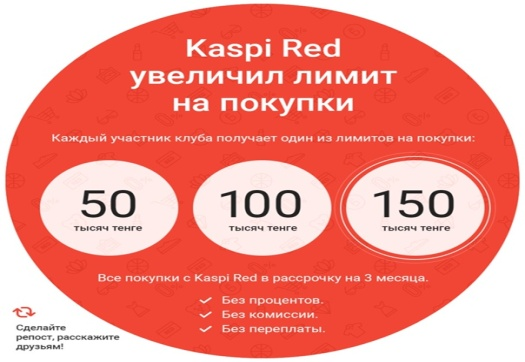 Kaspi Red
увеличил лимит
на покупки
Каждый участник клуба получает один из лимитов на покупки:
50 100 150
тысяч тенге тысяч тенге тысяч тенге
Все покупки с Kaspi Red в рассрочку на 3 месяца.
Без процентов.
Без комиссии.
Без переплаты.
Сделайте
репост, расскажите
друзьям!